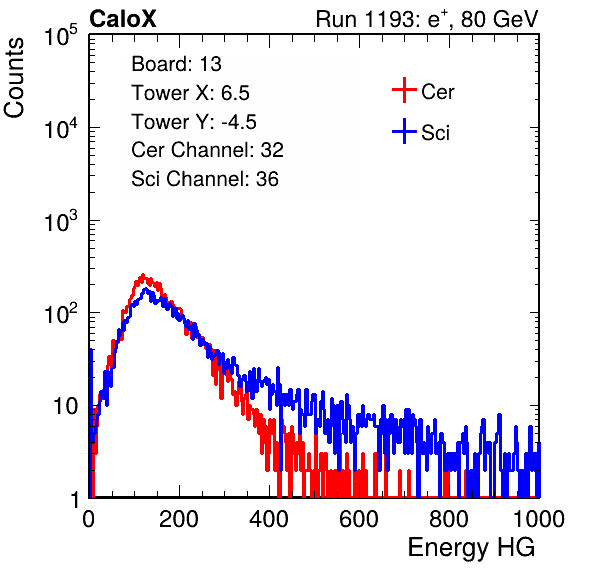 CaloX Run 1193: e⁺, 80 GeV
Counts
Board: 13
Tower X: 6.5
Tower Y: -4.5
Cer Channel: 32
Sci Channel: 36
Cer
Sci
10⁵
10⁴
10³
10²
10
1
0 200 400 600 800 1000
Energy HG